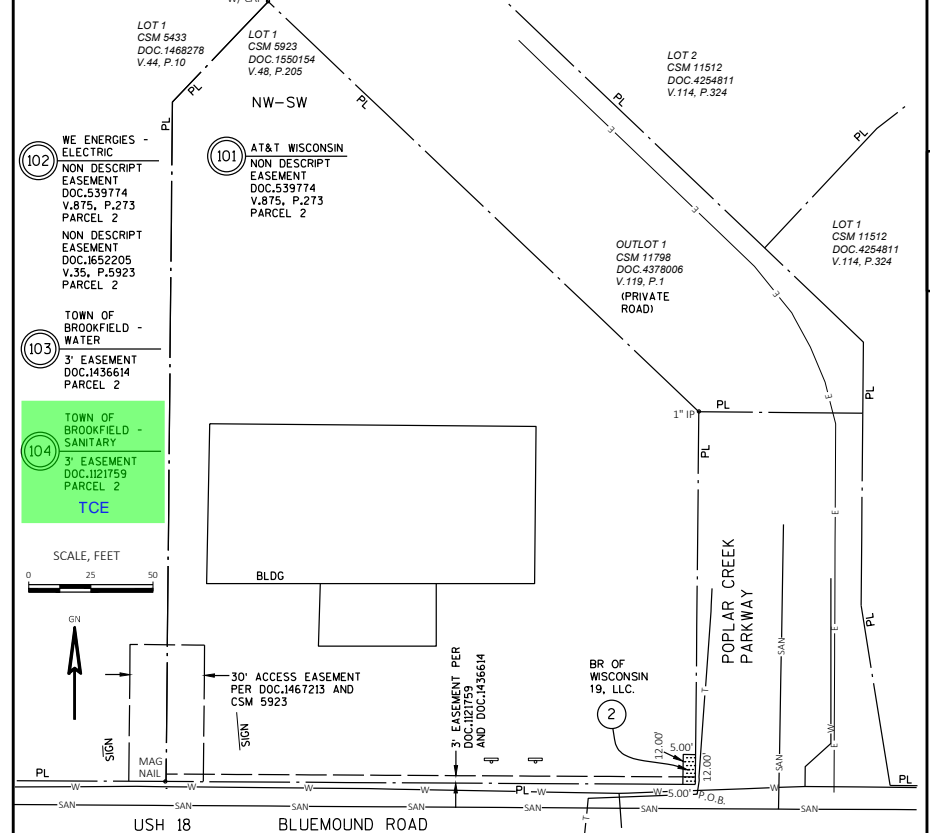 W/ CAP
LOT 1
CSM 5433
DOC.1468278
V.44, P.10
LOT 1
CSM 5923
DOC.1550154
V.48, P.205
NW-SW
LOT 2
CSM 11512
DOC.4254811
V.114, P.324
PL
PL
PL
PL
PL
102
WE ENERGIES -
ELECTRIC
NON DESCRIPT
EASEMENT
DOC.539774
V.875, P.273
PARCEL 2
NON DESCRIPT
EASEMENT
DOC.1652205
V.35, P.5923
PARCEL 2
101
AT&T WISCONSIN
NON DESCRIPT
EASEMENT
DOC.539774
V.875, P.273
PARCEL 2
E
E
E
E
OUTLOT 1
CSM 11798
DOC.4378006
V.119, P.1
(PRIVATE
ROAD)
LOT 1
CSM 11512
DOC.4254811
V.114, P.324
103
TOWN OF
BROOKFIELD -
WATER
3' EASEMENT
DOC.1436614
PARCEL 2
104
TOWN OF
BROOKFIELD -
SANITARY
3' EASEMENT
DOC.1121759
PARCEL 2
TCE
1" IP
PL
PL
PL
SCALE, FEET
0 25 50
GN
BLDG
E
E
E
SAN
W
T
PL
POPLAR CREEK
PARKWAY
30' ACCESS EASEMENT
PER DOC.1467213 AND
CSM 5923
SIGN
SIGN
3' EASEMENT PER
DOC.1121759
AND DOC.1436614
BR OF
WISCONSIN
19, LLC.
2
12.00'
5.00'
12.00'
5.00'
P.O.B.
MAG
NAIL
PL
PL
PL
W W W W W W W
SAN SAN SAN SAN SAN SAN SAN
T
USH 18 BLUEMOUND ROAD